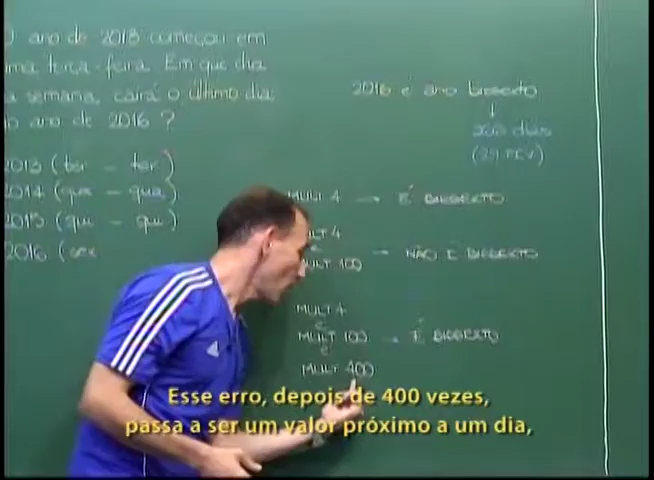 ano de 2013 começou em
uma terça-feira. Em que dia
da semana, cairá o último dia
do ano de 2016?
2013 (ter - ter)
2014 (qua - qua)
2015 (qui - qui)
2016 (sex
2016 é ano bissexto
366 dias
(29 FEV)
MULT 4 → É BISSEXTO
MULT 4
e
MULT 100 → NÃO É BISSEXTO
MULT 4
e
MULT 100 → É BISSEXTO
e
MULT 400
Esse erro, depois de 400 vezes,
passa a ser um valor próximo a um dia,